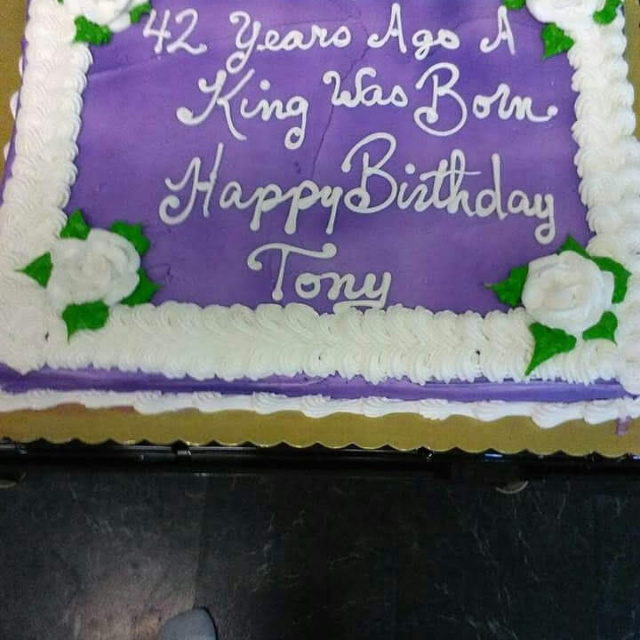 42 Years Ago A
King Was Born
Happy Birthday
Tony